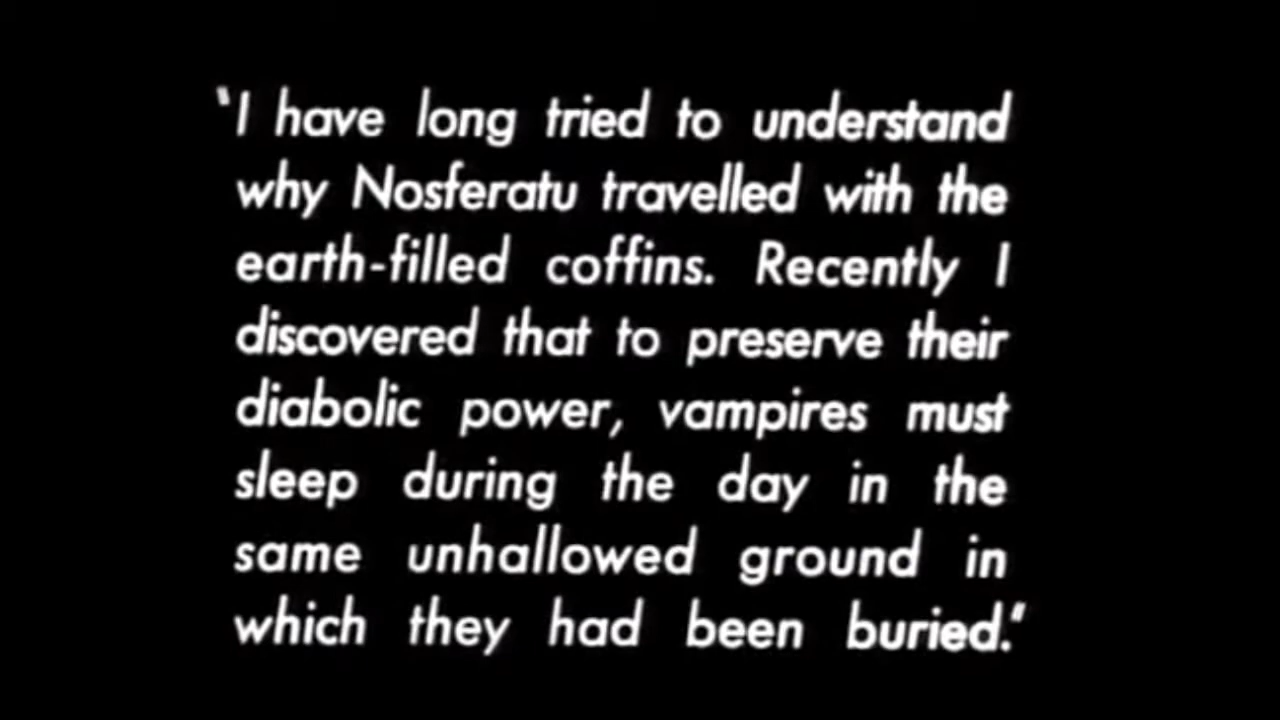 'I have long tried to understand
why Nosferatu travelled with the
earth-filled coffins. Recently I
discovered that to preserve their
diabolic power, vampires must
sleep during the day in the
same unhallowed ground in
which they had been buried.'